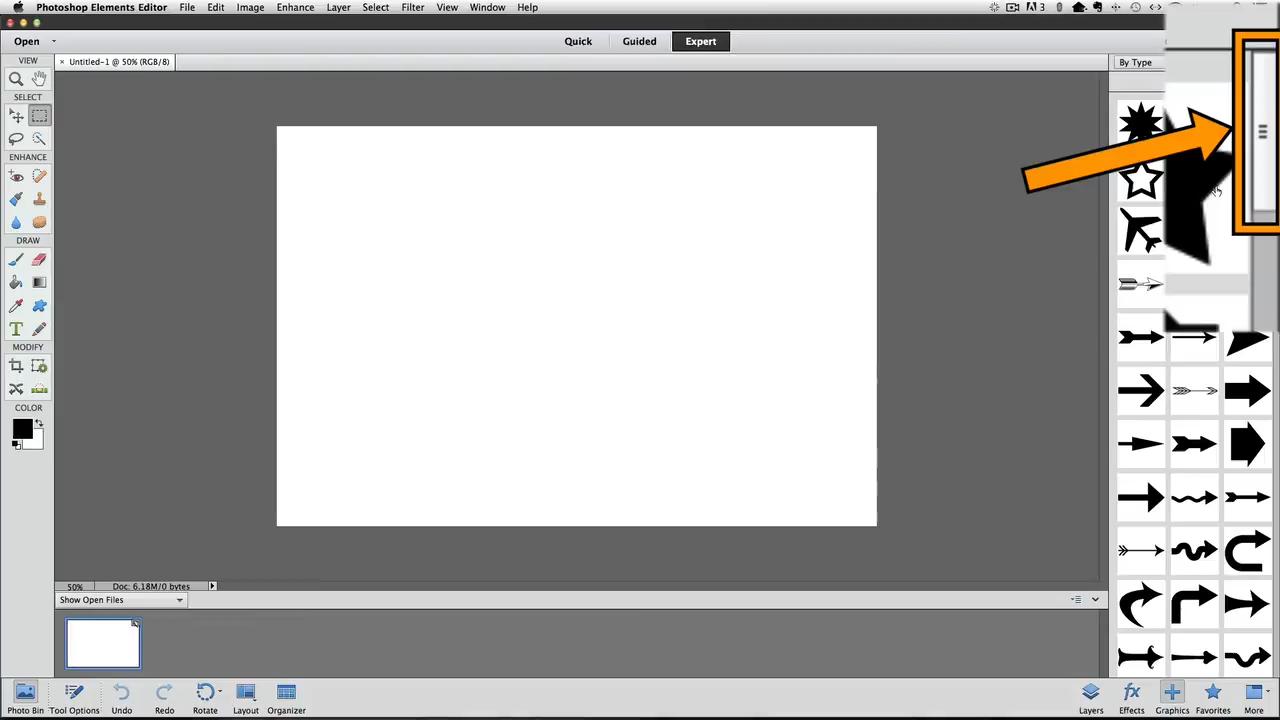 Photoshop Elements Editor File Edit Image Enhance Layer Select Filter View Window Help 3
Open Quick Guided Expert
VIEW
× Untitled-1 @ 50% (RGB/8)
By Type
SELECT
ENHANCE
DRAW
T
MODIFY
COLOR
50% Doc: 6.18M/0 bytes
Show Open Files
fx
Photo Bin Tool Options Undo Redo Rotate Layout Organizer Layers Effects Graphics Favorites More